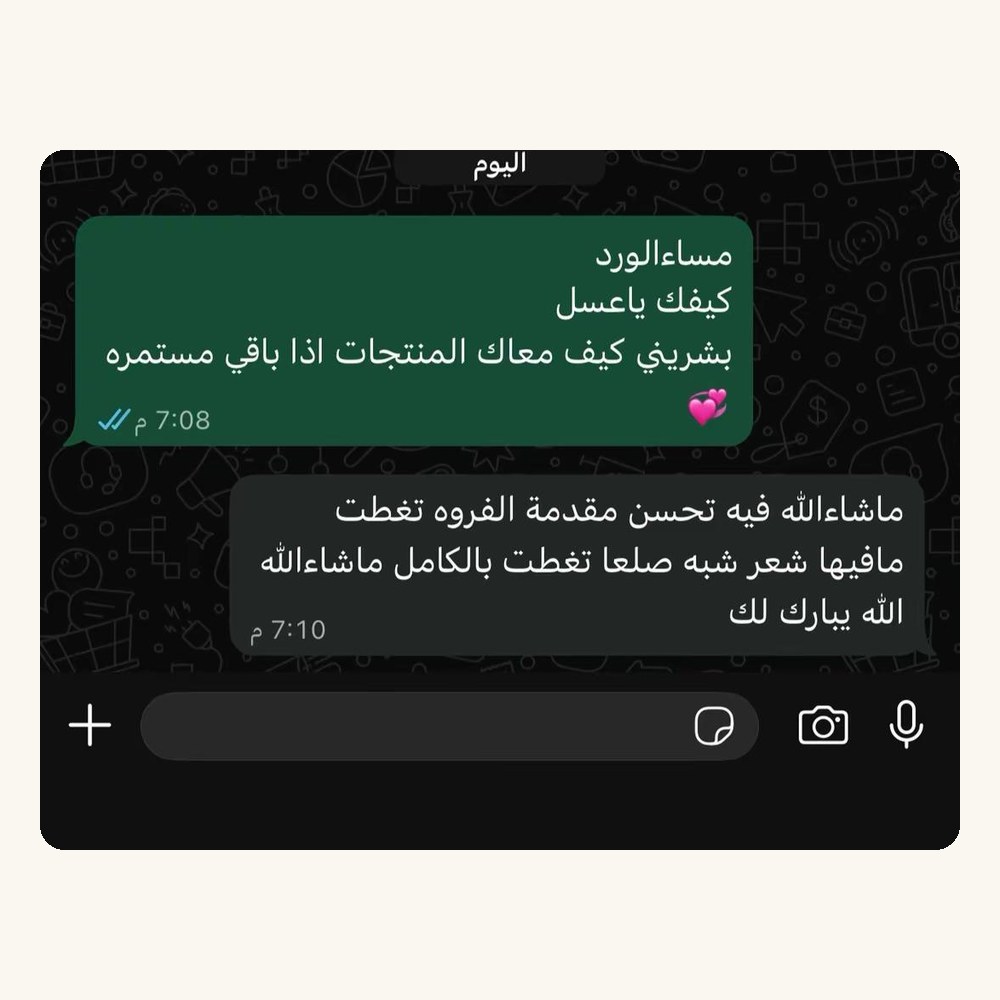 اليوم
مساءالورد
كيفك ياعسل
بشريني كيف معاك المنتجات اذا باقي مستمره
💞
7:08 م
ماشاءالله فيه تحسن مقدمة الفروه تغطت
مافيها شعر شبه صلعا تغطت بالكامل ماشاءالله
الله يبارك لك
7:10 م